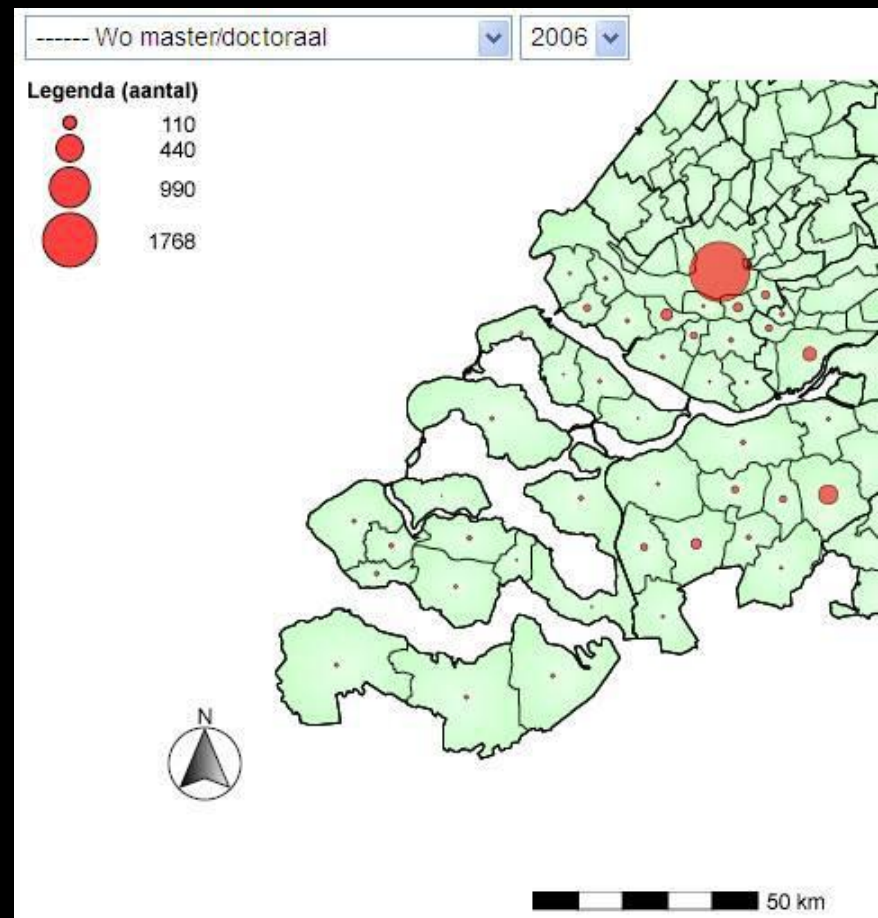 ------ Wo master/doctoraal 2006
Legenda (aantal)
110
440
990
1768
N
50 km